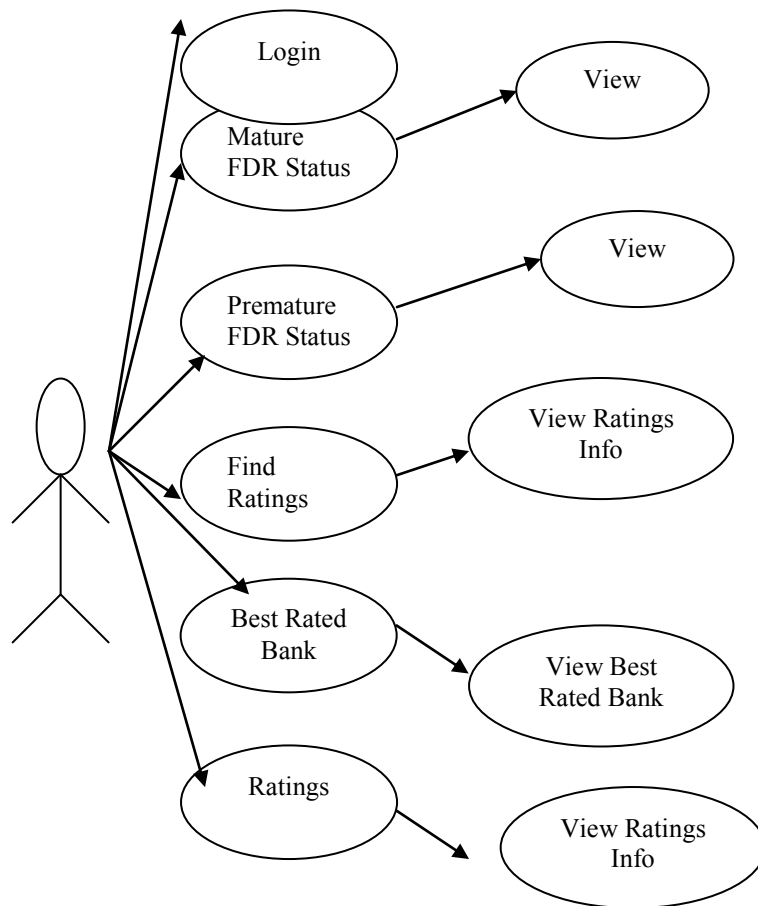 Login
View
Mature
FDR Status
View
Premature
FDR Status
View Ratings
Info
Find
Ratings
Best Rated
Bank
View Best
Rated Bank
Ratings
View Ratings
Info